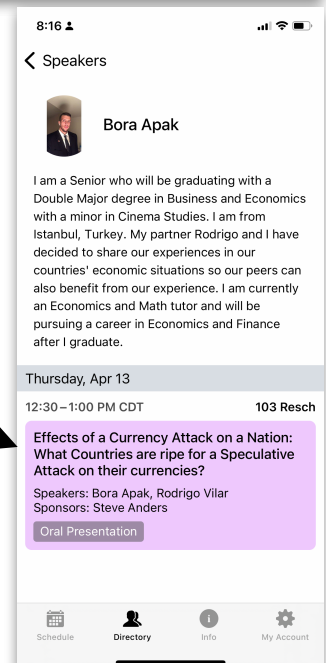 8:16
Speakers
Bora Apak
I am a Senior who will be graduating with a
Double Major degree in Business and Economics
with a minor in Cinema Studies. I am from
Istanbul, Turkey. My partner Rodrigo and I have
decided to share our experiences in our
countries' economic situations so our peers can
also benefit from our experience. I am currently
an Economics and Math tutor and will be
pursuing a career in Economics and Finance
after I graduate.
Thursday, Apr 13
12:30–1:00 PM CDT 103 Resch
Effects of a Currency Attack on a Nation:
What Countries are ripe for a Speculative
Attack on their currencies?
Speakers: Bora Apak, Rodrigo Vilar
Sponsors: Steve Anders
Oral Presentation
Schedule Directory Info My Account